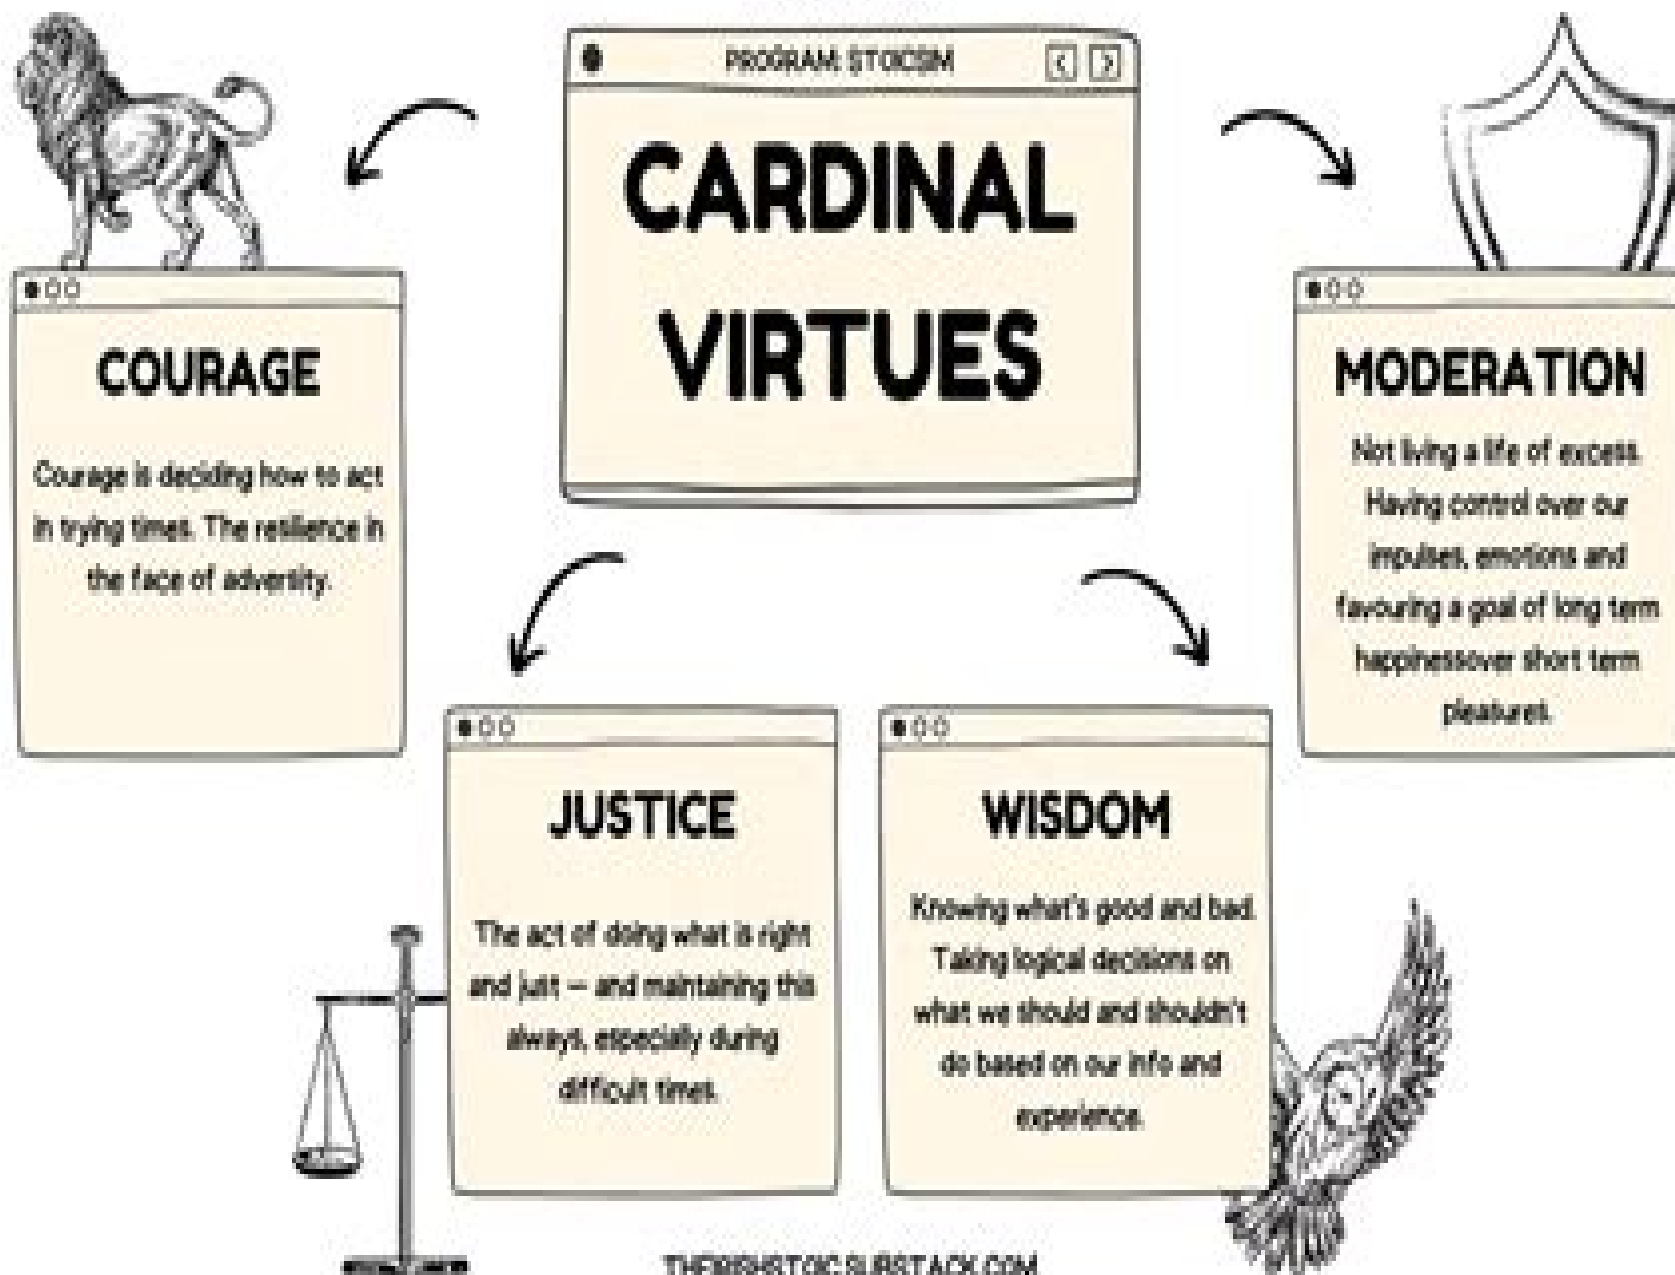 PROGRAM: STOICSIM
CARDINAL
VIRTUES
COURAGE
Courage is deciding how to act
in trying times. The resilience in
the face of adversity.
MODERATION
Not living a life of excess.
Having control over our
impulses, emotions and
favouring a goal of long term
happinessover short term
pleasures.
JUSTICE
The act of doing what is right
and just — and maintaining this
always, especially during
difficult times.
WISDOM
Knowing what's good and bad.
Taking logical decisions on
what we should and shouldn't
do based on our info and
experience.
THEIRISHSTOIC.SUBSTACK.COM